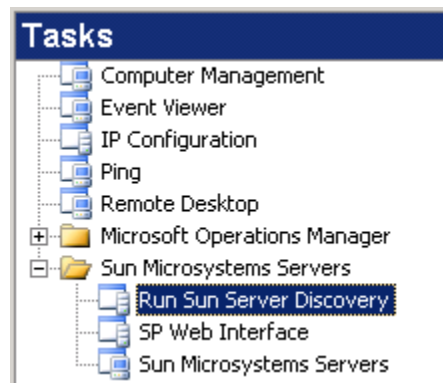 Tasks
Computer Management
Event Viewer
IP Configuration
Ping
Remote Desktop
Microsoft Operations Manager
Sun Microsystems Servers
Run Sun Server Discovery
SP Web Interface
Sun Microsystems Servers